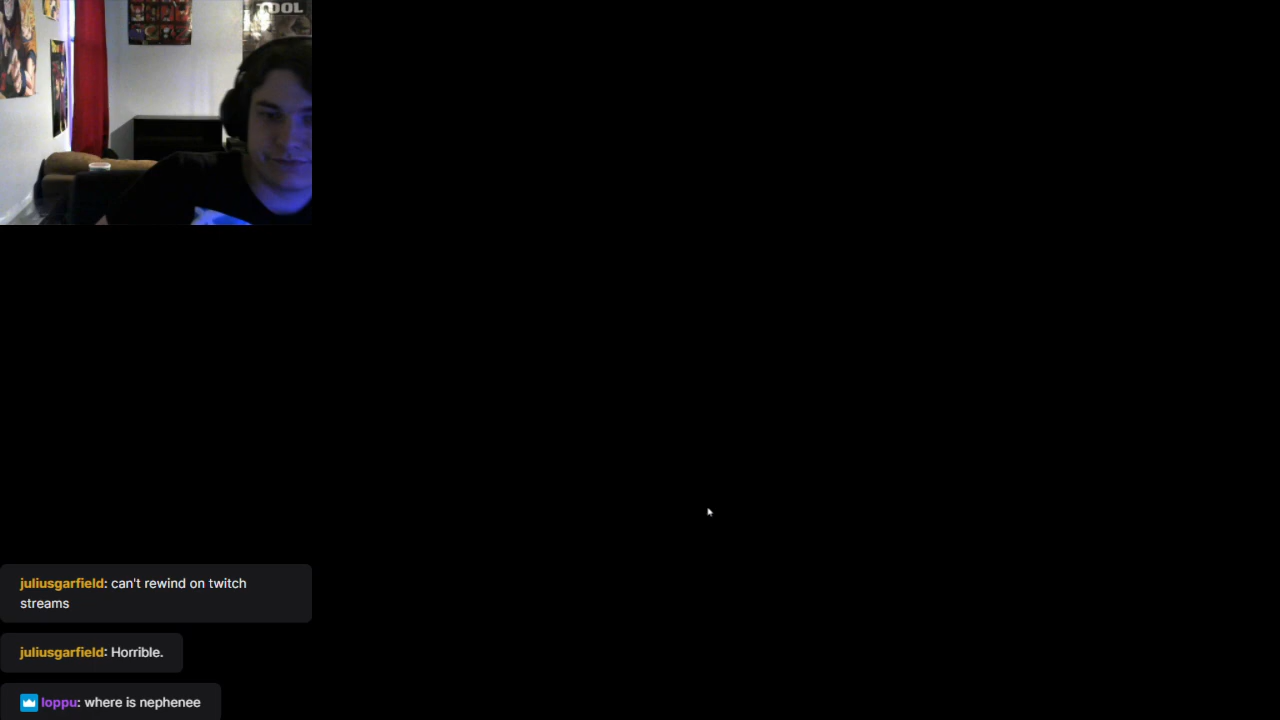 TOOL
juliusgarfield: can't rewind on twitch
streams
juliusgarfield: Horrible.
loppu: where is nephenee